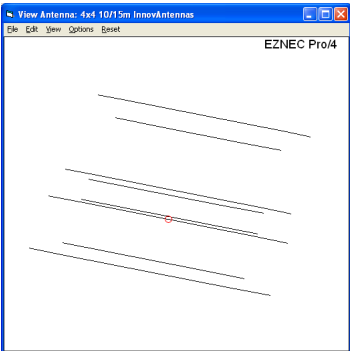 View Antenna: 4x4 10/15m InnovAntennas
File Edit View Options Reset
EZNEC Pro/4